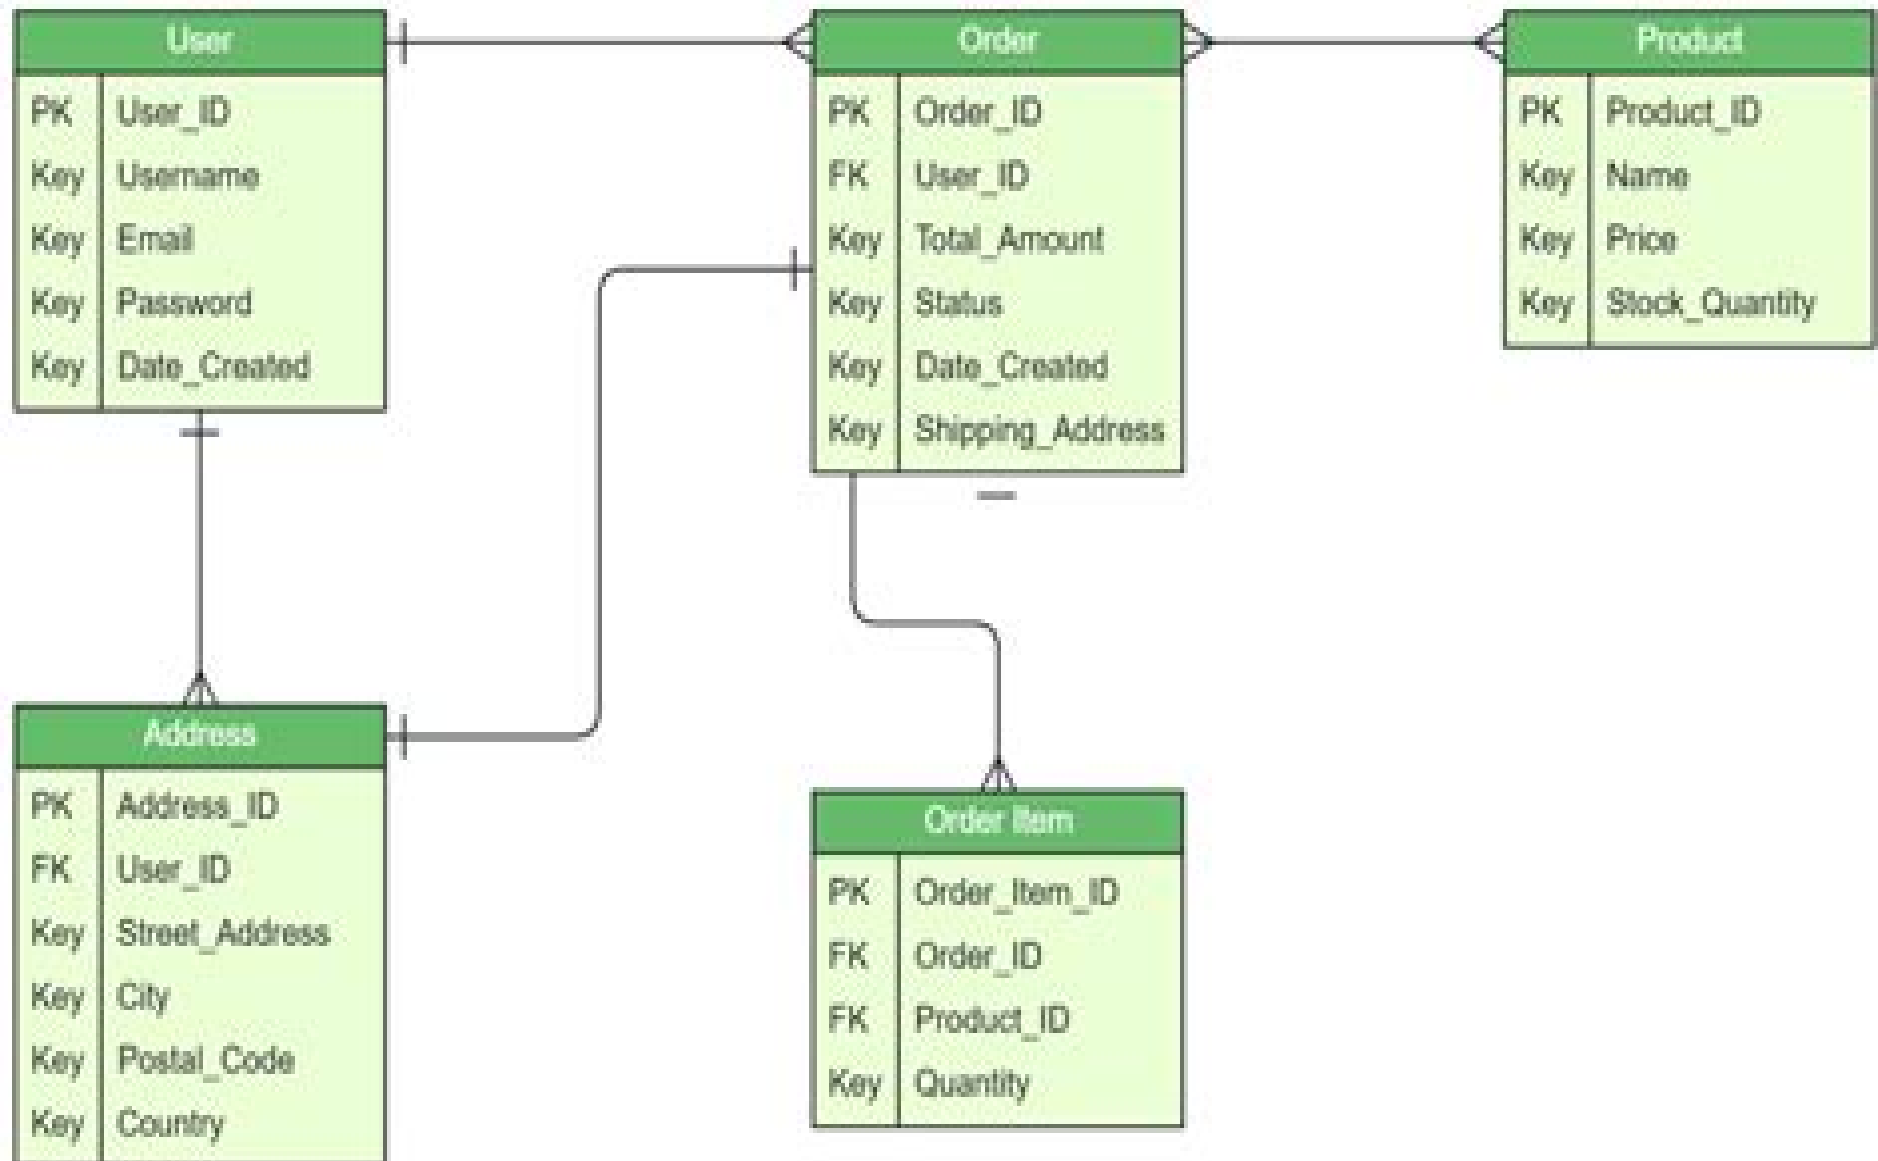 User
PK User_ID
Key Username
Key Email
Key Password
Key Date_Created
Order
PK Order_ID
FK User_ID
Key Total_Amount
Key Status
Key Date_Created
Key Shipping_Address
Product
PK Product_ID
Key Name
Key Price
Key Stock_Quantity
Address
PK Address_ID
FK User_ID
Key Street_Address
Key City
Key Postal_Code
Key Country
Order Item
PK Order_Item_ID
FK Order_ID
FK Product_ID
Key Quantity